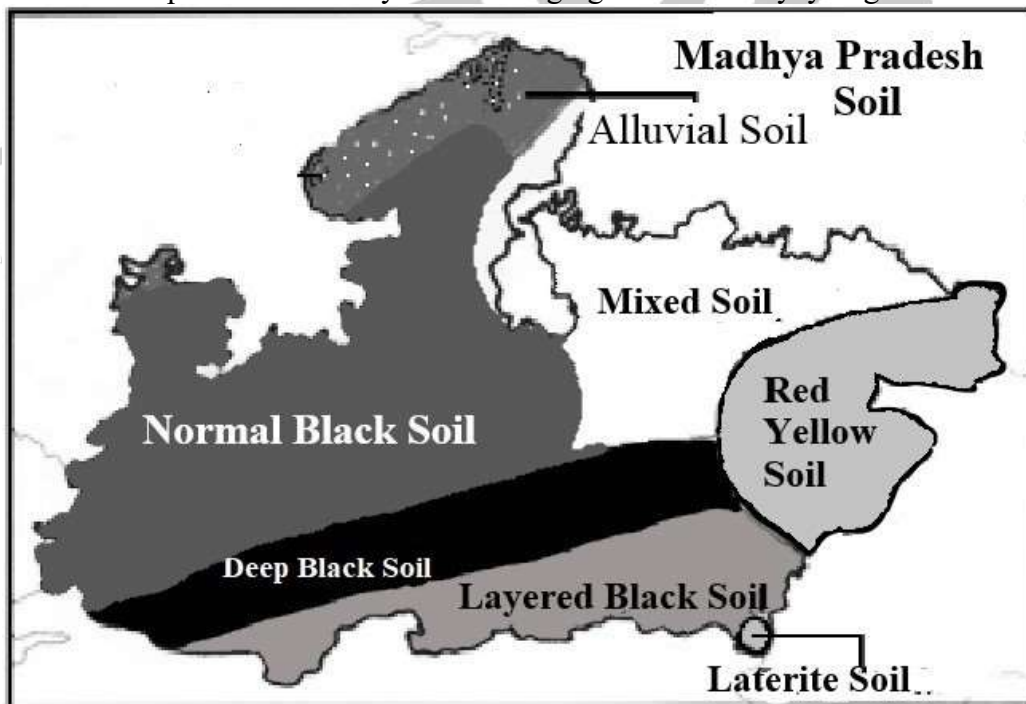 Madhya Pradesh
Soil
Alluvial Soil
Mixed Soil
Red
Yellow
Soil
Normal Black Soil
Deep Black Soil
Layered Black Soil
Laterite Soil